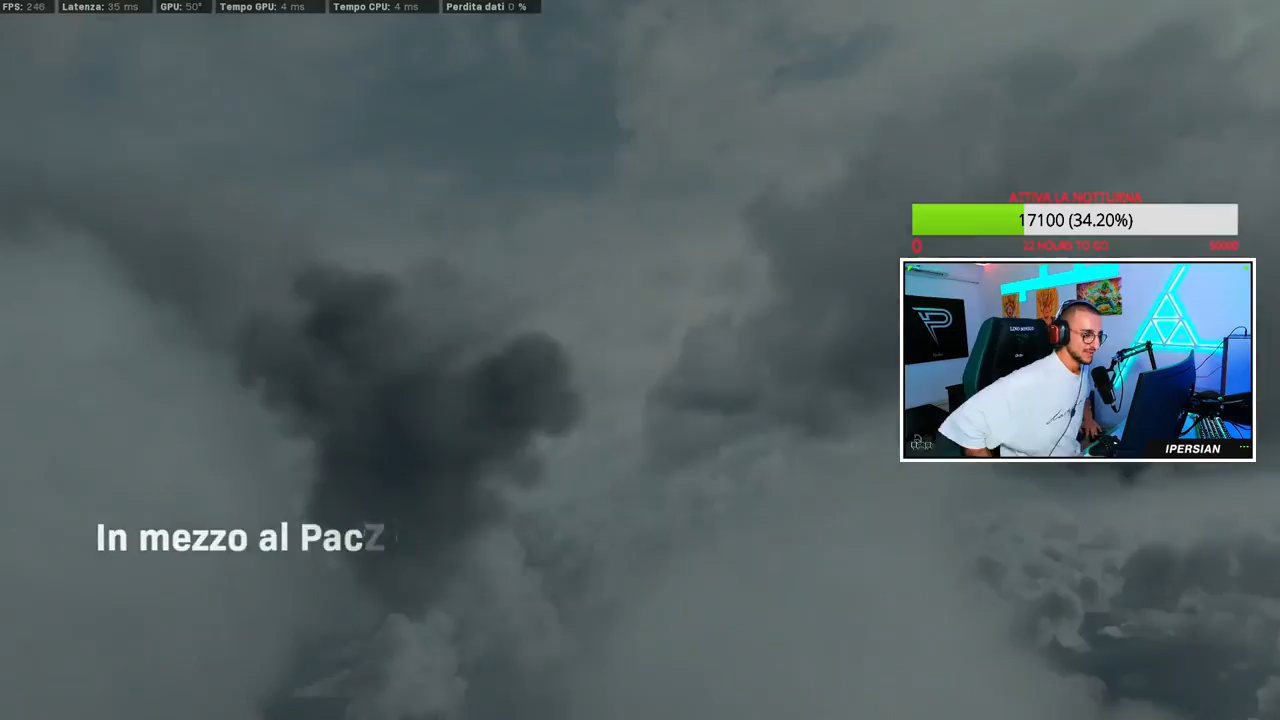 FPS: 246 Latenza: 35 ms GPU: 50° Tempo GPU: 4 ms Tempo CPU: 4 ms Perdita dati 0 %
ATTIVA LA NOTTURNA
17100 (34.20%)
0 22 HOURS TO GO 50000
IPERSIAN
In mezzo al PacZ